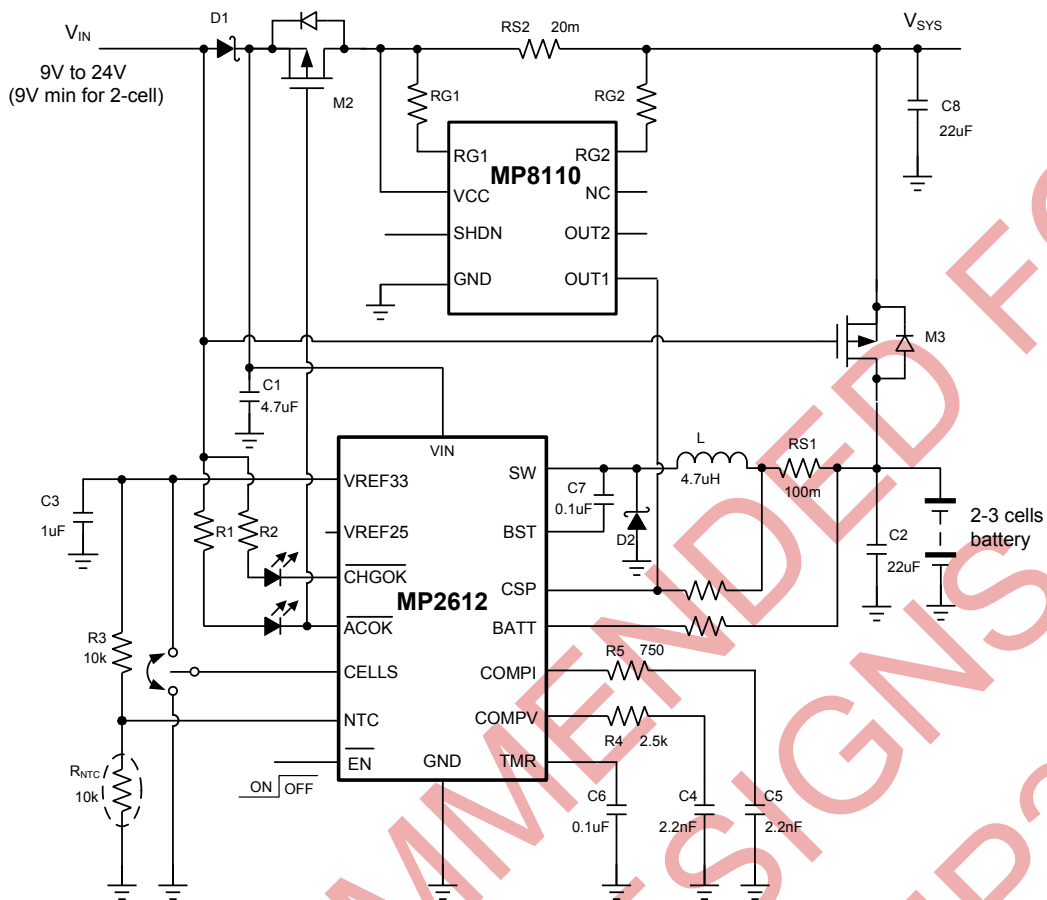 D1
RS2 20m
VIN
VSYS
9V to 24V
(9V min for 2-cell)
M2
RG1
RG2
C8
22uF
RG1
RG2
MP8110
VCC
NC
SHDN
OUT2
GND
OUT1
M3
C1
4.7uF
VIN
L
RS1
SW
4.7uH
100m
C3
1uF
VREF33
C7
0.1uF
R1
R2
VREF25
BST
D2
2-3 cells
battery
C2
22uF
CHGOK
CSP
MP2612
ACOK
BATT
R3
10k
R5 750
CELLS
COMPI
NTC
COMPV
R4 2.5k
RNTC
10k
EN
GND
TMR
ON OFF
C6
0.1uF
C4
2.2nF
C5
2.2nF
MMENDED FO
ESIGNS